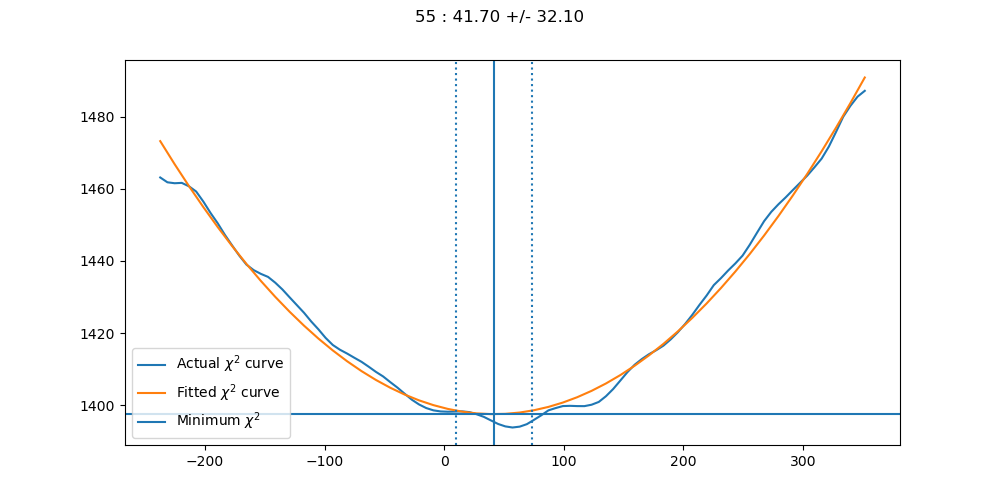 55 : 41.70 +/- 32.10
1480
1460
1440
1420
1400
Actual χ² curve
Fitted χ² curve
Minimum χ²
−200 −100 0 100 200 300